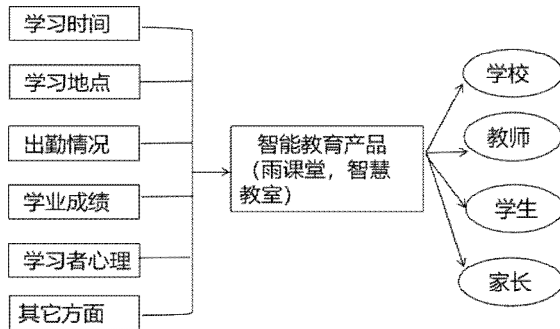 学习时间
学习地点
出勤情况
学业成绩
学习者心理
其它方面
智能教育产品
（雨课堂，智慧
教室）
学校
教师
学生
家长